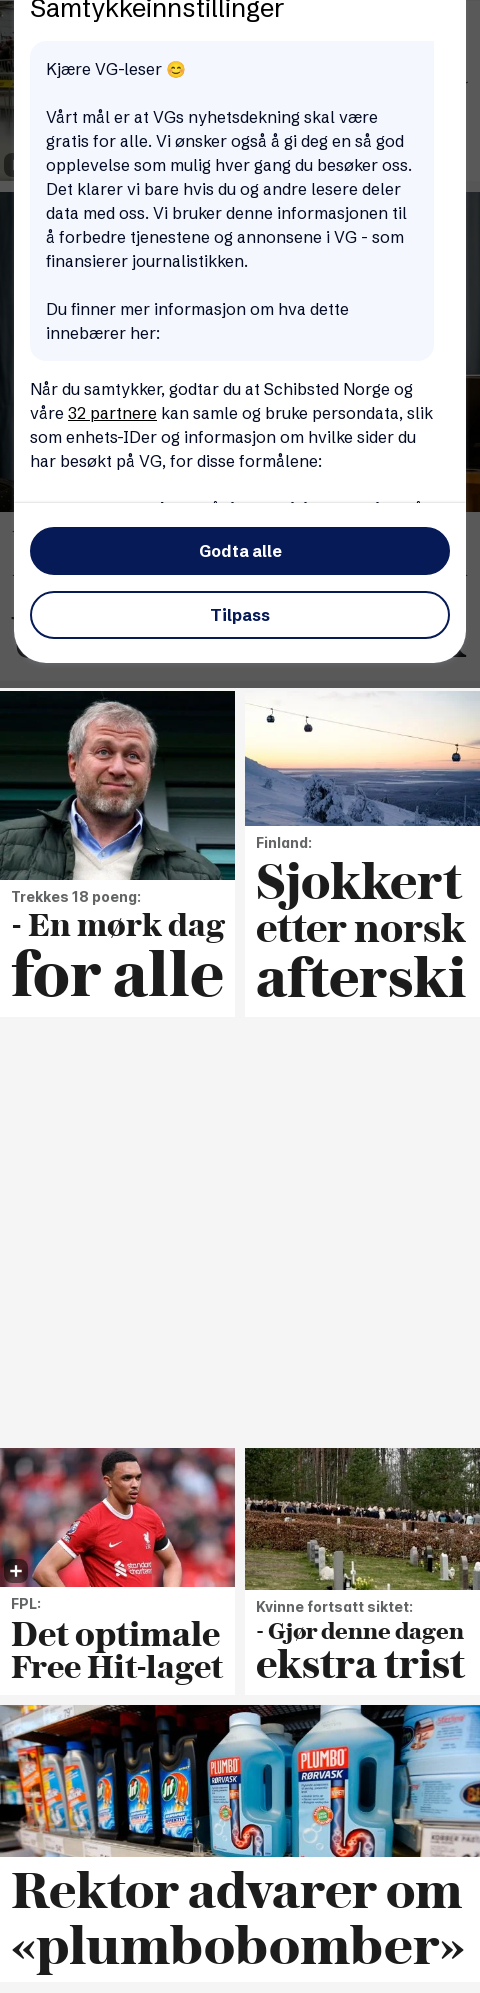 Samtykkeinnstillinger
Kjære VG-leser 😊
Vårt mål er at VGs nyhetsdekning skal være
gratis for alle. Vi ønsker også å gi deg en så god
opplevelse som mulig hver gang du besøker oss.
Det klarer vi bare hvis du og andre lesere deler
data med oss. Vi bruker denne informasjonen til
å forbedre tjenestene og annonsene i VG - som
finansierer journalistikken.
Du finner mer informasjon om hva dette
innebærer her:
Når du samtykker, godtar du at Schibsted Norge og
våre 32 partnere kan samle og bruke persondata, slik
som enhets-IDer og informasjon om hvilke sider du
har besøkt på VG, for disse formålene:
Godta alle
Tilpass
Trekkes 18 poeng:
- En mørk dag
for alle
Finland:
Sjokkert
etter norsk
afterski
FPL:
Det optimale
Free Hit-laget
Kvinne fortsatt siktet:
- Gjør denne dagen
ekstra trist
Jif
Jif
Jif
PLUMBO
RØRVASK
PLUMBO
RØRVASK
Rektor advarer om
«plumbobomber»